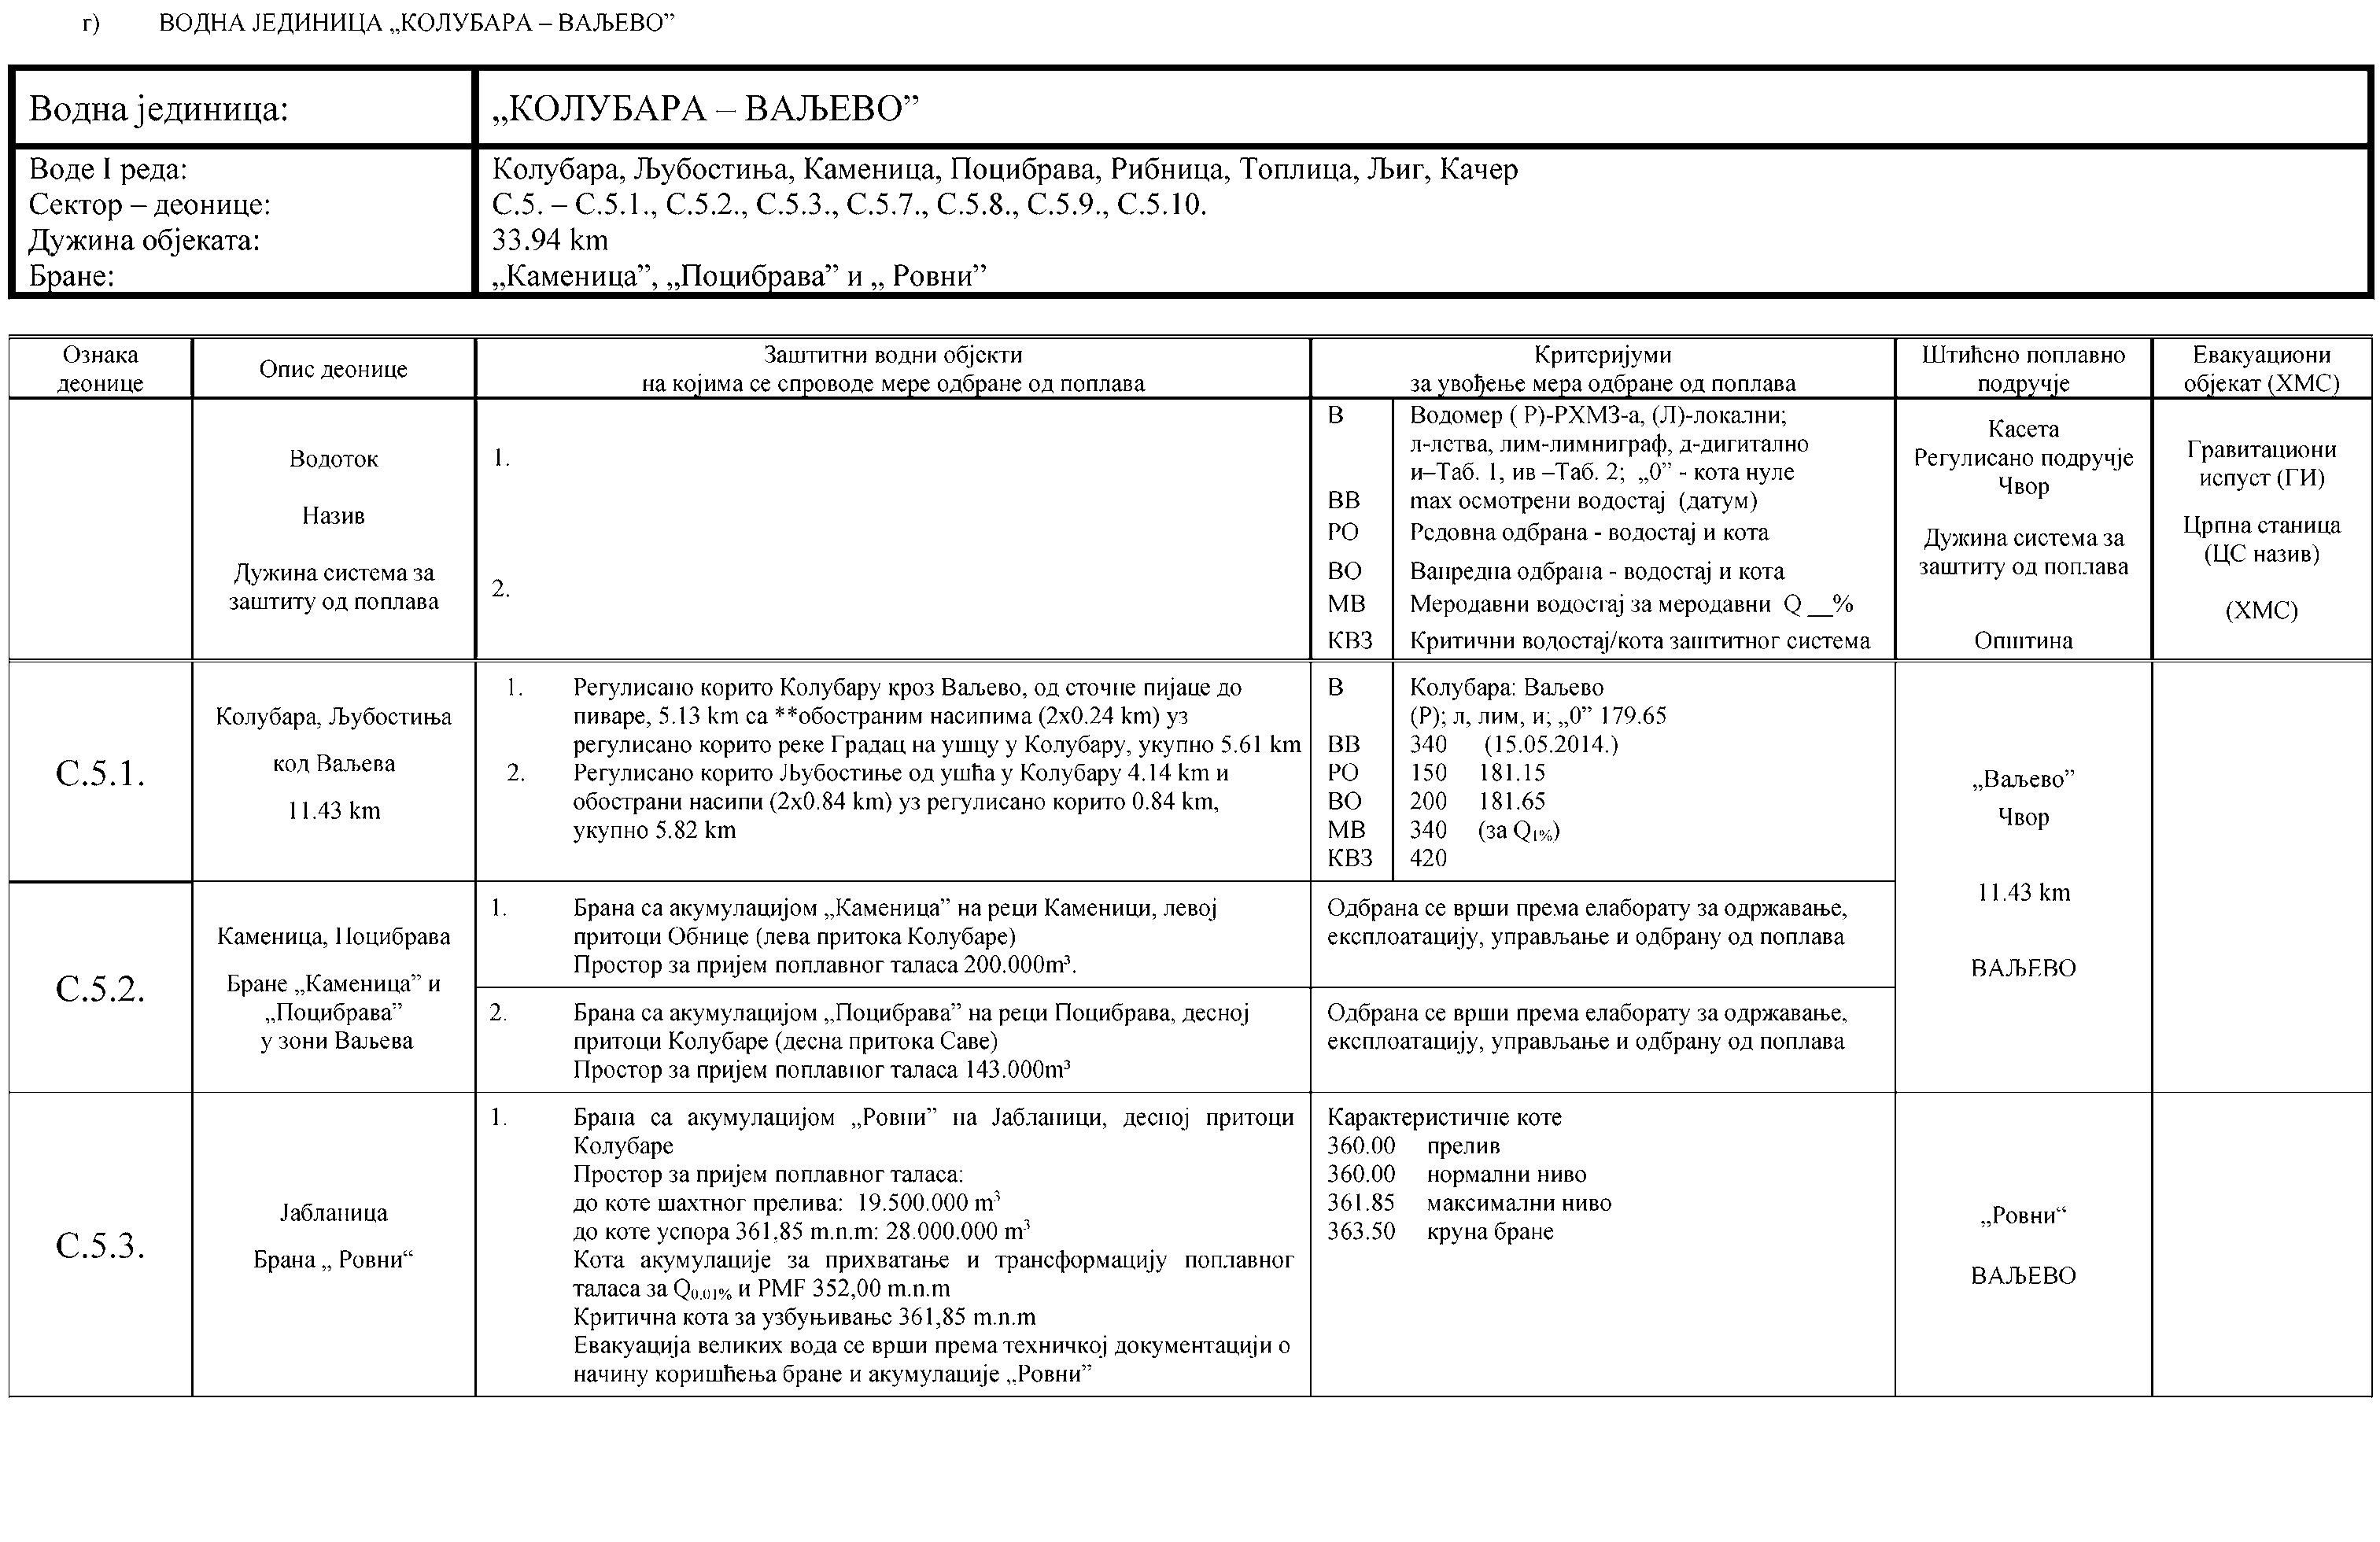 г) ВОДНА ЈЕДИНИЦА „КОЛУБАРА – ВАЉЕВО”
Водна јединица: „КОЛУБАРА – ВАЉЕВО”
Воде I реда: Колубара, Љубостиња, Каменица, Поцибрава, Рибница, Топлица, Љиг, Качер
Сектор – деонице: С.5. – С.5.1., С.5.2., С.5.3., С.5.7., С.5.8., С.5.9., С.5.10.
Дужина објеката: 33.94 km
Бране: „Каменица”, „Поцибрава” и „ Ровни”
Ознака
деонице
Опис деонице
Заштитни водни објекти
на којима се спроводе мере одбране од поплава
Критеријуми
за увођење мера одбране од поплава
Штићено поплавно
подручје
Евакуациони
објекат (ХМС)
Водоток
Назив
Дужина система за
заштиту од поплава
1.
2.
В Водомер ( Р)-РХМЗ-а, (Л)-локални;
л-лства, лим-лимниграф, д-дигитално
и–Таб. 1, ив –Таб. 2; „0” - кота нуле
ВВ max осмотрени водостај (датум)
РО Редовна одбрана - водостај и кота
ВО Ванредна одбрана - водостај и кота
МВ Меродавни водостај за меродавни Q __%
КВЗ Критични водостај/кота заштитног система
Касета
Регулисано подручје
Чвор
Дужина система за
заштиту од поплава
Општина
Гравитациони
испуст (ГИ)
Црпна станица
(ЦС назив)
(ХМС)
С.5.1.
Колубара, Љубостиња
код Ваљева
11.43 km
1. Регулисано корито Колубару кроз Ваљево, од сточне пијаце до
пиваре, 5.13 km са **обостраним насипима (2x0.24 km) уз
регулисано корито реке Градац на ушцу у Колубару, укупно 5.61 km
2. Регулисано корито Љубостиње од ушћа у Колубару 4.14 km и
обострани насипи (2x0.84 km) уз регулисано корито 0.84 km,
укупно 5.82 km
В Колубара: Ваљево
(Р); л, лим, и; „0” 179.65
ВВ 340 (15.05.2014.)
РО 150 181.15
ВО 200 181.65
МВ 340 (за Q1%)
КВЗ 420
„Ваљево”
Чвор
11.43 km
ВАЉЕВО
С.5.2.
Каменица, Поцибрава
Бране „Каменица” и
„Поцибрава”
у зони Ваљева
1. Брана са акумулацијом „Каменица” на реци Каменици, левој
притоци Обнице (лева притока Колубаре)
Простор за пријем поплавног таласа 200.000m³.
Одбрана се врши према елаборату за одржавање,
експлоатацију, управљање и одбрану од поплава
2. Брана са акумулацијом „Поцибрава” на реци Поцибрава, десној
притоци Колубаре (десна притока Саве)
Простор за пријем поплавног таласа 143.000m³
Одбрана се врши према елаборату за одржавање,
експлоатацију, управљање и одбрану од поплава
С.5.3.
Јабланица
Брана „ Ровни“
1. Брана са акумулацијом „Ровни” на Јабланици, десној притоци
Колубаре
Простор за пријем поплавног таласа:
до коте шахтног прелива: 19.500.000 m³
до коте успора 361,85 m.n.m: 28.000.000 m³
Кота акумулације за прихватање и трансформацију поплавног
таласа за Q0,01% и PMF 352,00 m.n.m
Критична кота за узбуњивање 361,85 m.n.m
Евакуација великих вода се врши према техничкој документацији о
начину коришћења бране и акумулације „Ровни”
Карактеристичне коте
360.00 прелив
360.00 нормални ниво
361.85 максимални ниво
363.50 круна бране
„Ровни“
ВАЉЕВО